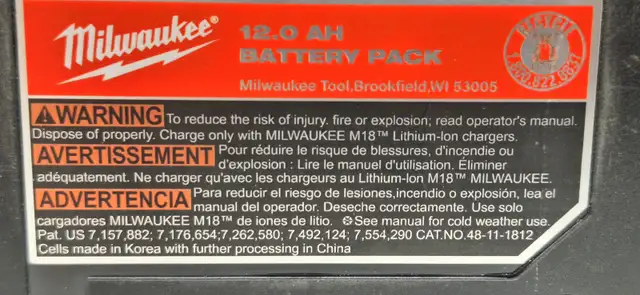 Milwaukee®
12.0 AH
BATTERY PACK
Milwaukee Tool,Brookfield,WI 53005
RECYCLE
1.800.822.8837
WARNING To reduce the risk of injury. fire or explosion; read operator's manual.
Dispose of properly. Charge only with MILWAUKEE M18™ Lithium-Ion chargers.
AVERTISSEMENT Pour réduire le risque de blessures, d'incendie ou
d'explosion : Lire le manuel d'utilisation. Éliminer
adéquatement. Ne charger qu'avec les chargeurs au Lithium-Ion M18™ MILWAUKEE.
ADVERTENCIA Para reducir el riesgo de lesiones,incendio o explosión, lea el
manual del operador. Deseche correctamente. Use solo
cargadores MILWAUKEE M18™ de iones de litio. See manual for cold weather use.
Pat. US 7,157,882; 7,176,654;7,262,580; 7,492,124; 7,554,290 CAT.NO.48-11-1812
Cells made in Korea with further processing in China